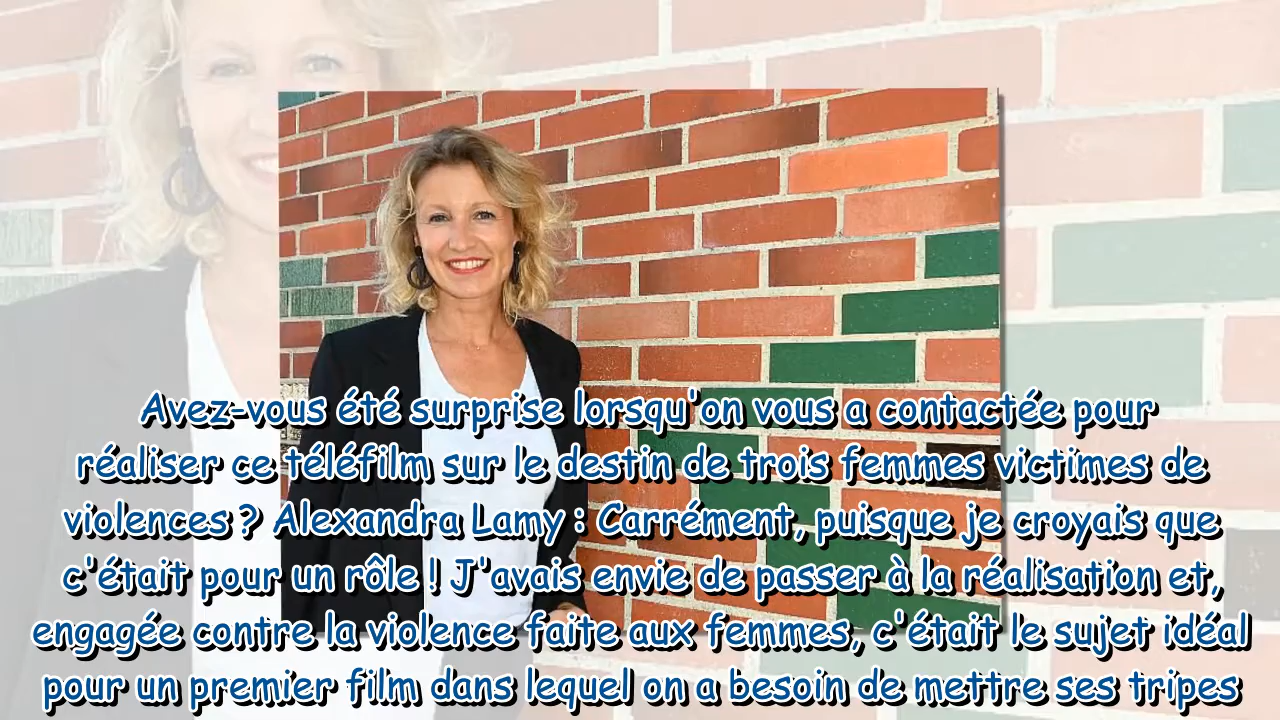 Avez-vous été surprise lorsqu'on vous a contactée pour
réaliser ce téléfilm sur le destin de trois femmes victimes de
violences ? Alexandra Lamy : Carrément, puisque je croyais que
c'était pour un rôle ! J'avais envie de passer à la réalisation et,
engagée contre la violence faite aux femmes, c'était le sujet idéal
pour un premier film dans lequel on a besoin de mettre ses tripes